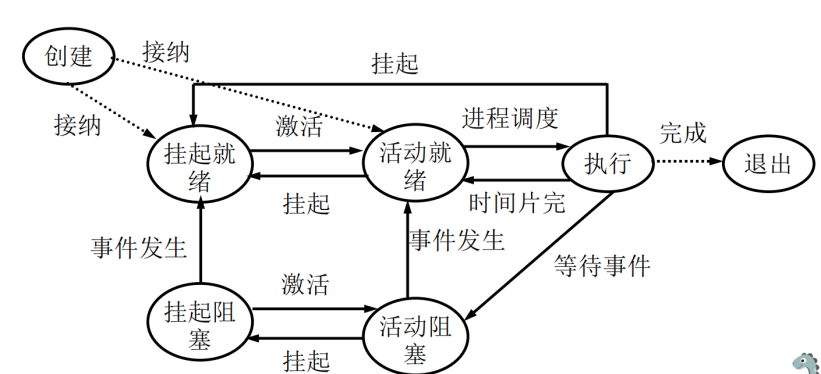 创建
接纳
挂起
接纳
挂起就
绪
激活
活动就
绪
进程调度
执行
完成
退出
挂起
时间片完
事件发生
事件发生
等待事件
挂起阻
塞
激活
活动阻
塞
挂起